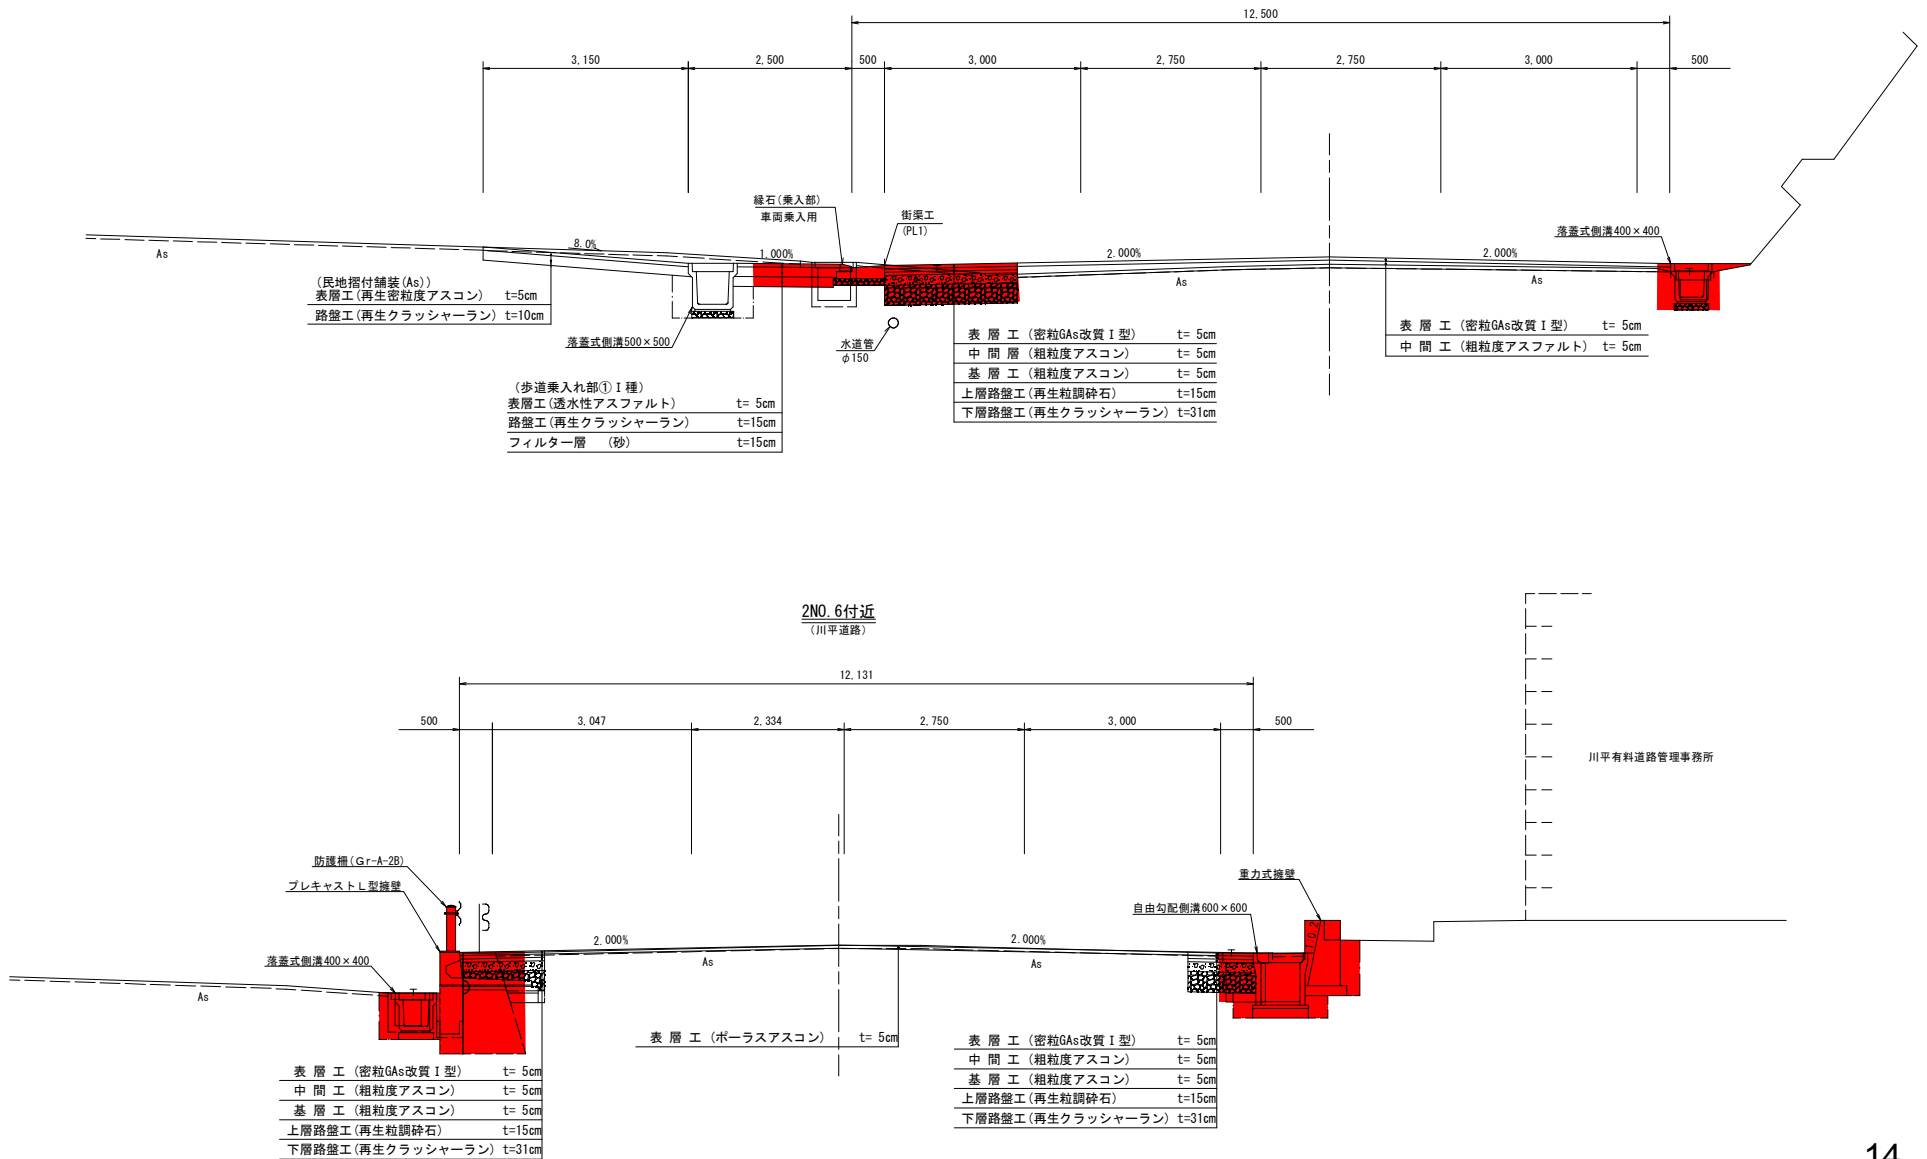 12,500
3,150 2,500 500 3,000 2,750 2,750 3,000 500
縁石(乗入部)
車両乗入用
街渠工
(PL1)
落蓋式側溝400×400
As
8.0%
1.000%
2.000%
2.000%
As
As
(民地摺付舗装(As))
表層工(再生密粒度アスコン) t=5cm
路盤工(再生クラッシャーラン) t=10cm
落蓋式側溝500×500
水道管
φ150
表 層 工 (密粒GAs改質Ⅰ型) t= 5cm
中 間 層 (粗粒度アスコン) t= 5cm
基 層 工 (粗粒度アスコン) t= 5cm
上層路盤工(再生粒調砕石) t=15cm
下層路盤工(再生クラッシャーラン) t=31cm
表 層 工 (密粒GAs改質Ⅰ型) t= 5cm
中 間 工 (粗粒度アスファルト) t= 5cm
(歩道乗入れ部①Ⅰ種)
表層工(透水性アスファルト) t= 5cm
路盤工(再生クラッシャーラン) t=15cm
フィルター層 (砂) t=15cm
2NO.6付近
(川平道路)
12,131
500 3,047 2,334 2,750 3,000 500
川平有料道路管理事務所
防護柵(Gr-A-2B)
プレキャストL型擁壁
重力式擁壁
自由勾配側溝600×600
1:0.2
2.000%
2.000%
As
As
落蓋式側溝400×400
As
表 層 工 (ポーラスアスコン) t= 5cm
表 層 工 (密粒GAs改質Ⅰ型) t= 5cm
中 間 工 (粗粒度アスコン) t= 5cm
基 層 工 (粗粒度アスコン) t= 5cm
上層路盤工(再生粒調砕石) t=15cm
下層路盤工(再生クラッシャーラン) t=31cm
表 層 工 (密粒GAs改質Ⅰ型) t= 5cm
中 間 工 (粗粒度アスコン) t= 5cm
基 層 工 (粗粒度アスコン) t= 5cm
上層路盤工(再生粒調砕石) t=15cm
下層路盤工(再生クラッシャーラン) t=31cm
14